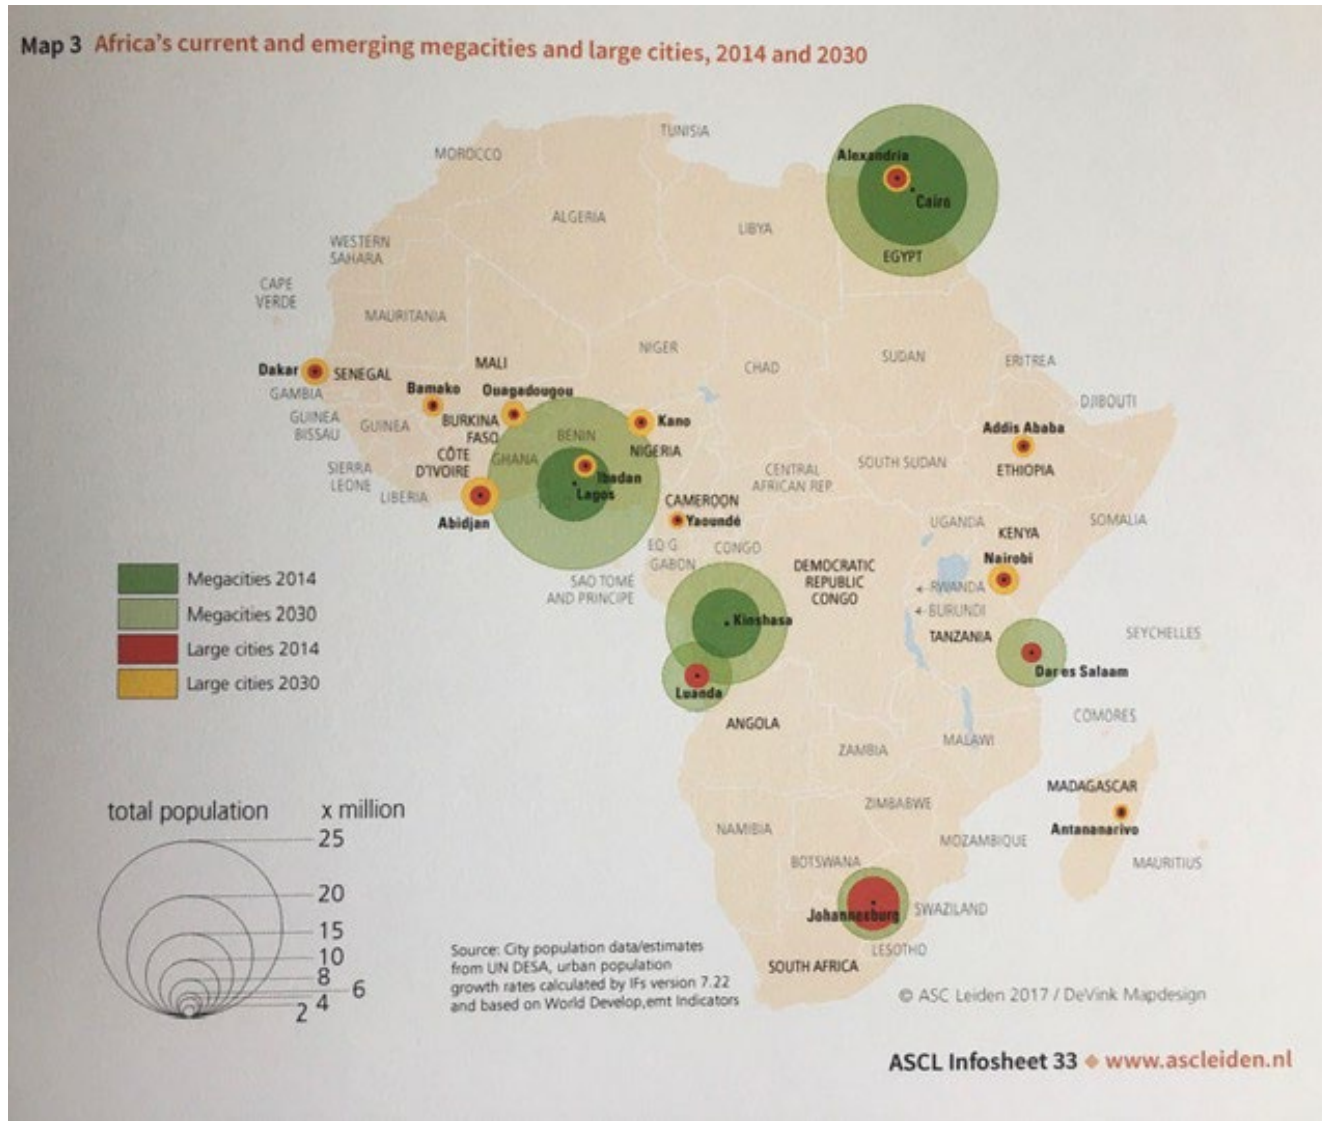 Map 3 Africa's current and emerging megacities and large cities, 2014 and 2030
TUNISIA
MOROCCO
Alexandria
Cairo
ALGERIA
LIBYA
WESTERN
SAHARA
EGYPT
CAPE
VERDE
MAURITANIA
NIGER
SUDAN
ERITREA
MALI
CHAD
Dakar
SENEGAL
GAMBIA
Bamako
Ouagadougou
DJIBOUTI
GUINEA
BISSAU
GUINEA
BURKINA
FASO
BENIN
Kano
NIGERIA
Addis Ababa
ETHIOPIA
CÔTE
D'IVOIRE
GHANA
SIERRA
LEONE
LIBERIA
Ibadan
Lagos
CENTRAL
AFRICAN REP.
SOUTH SUDAN
Abidjan
CAMEROON
Yaoundé
UGANDA
KENYA
SOMALIA
EQ G
GABON
CONGO
Nairobi
DEMOCRATIC
REPUBLIC
CONGO
RWANDA
BURUNDI
SAO TOMÉ
AND PRINCIPE
Kinshasa
TANZANIA
SEYCHELLES
Dar es Salaam
Luanda
ANGOLA
COMORES
ZAMBIA
MALAWI
MADAGASCAR
Antananarivo
ZIMBABWE
NAMIBIA
MOZAMBIQUE
BOTSWANA
MAURITIUS
Johannesburg
SWAZILAND
LESOTHO
SOUTH AFRICA
Megacities 2014
Megacities 2030
Large cities 2014
Large cities 2030
total population x million
25
20
15
10
8
6
4
2
Source: City population data/estimates
from UN DESA, urban population
growth rates calculated by IFs version 7.22
and based on World Develop,emt Indicators
© ASC Leiden 2017 / DeVink Mapdesign
ASCL Infosheet 33 ◆ www.ascleiden.nl